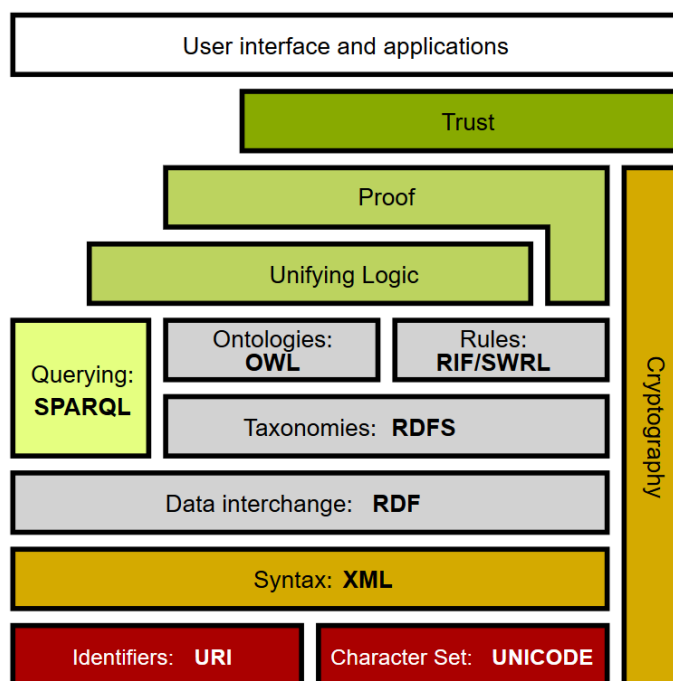 User interface and applications
Trust
Proof
Unifying Logic
Querying:
SPARQL
Ontologies:
OWL
Rules:
RIF/SWRL
Taxonomies: RDFS
Cryptography
Data interchange: RDF
Syntax: XML
Identifiers: URI
Character Set: UNICODE